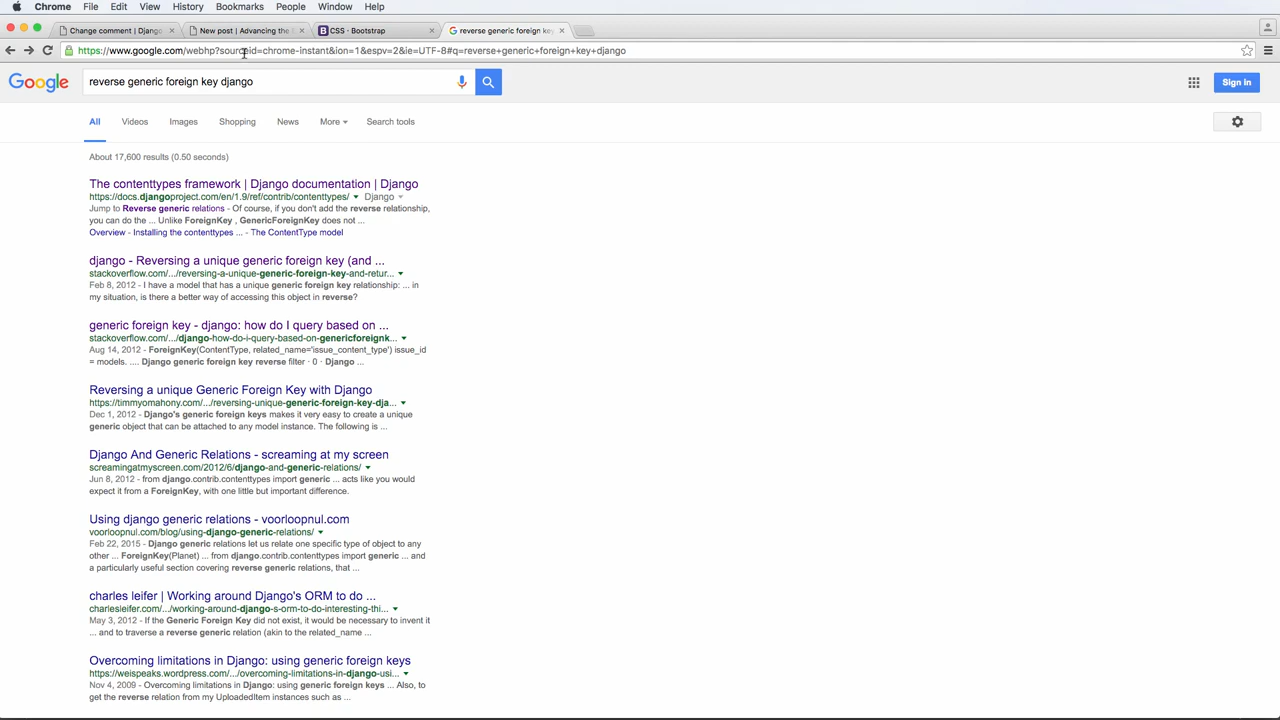 Chrome File Edit View History Bookmarks People Window Help
Change comment | Djang
New post | Advancing the
CSS · Bootstrap
reverse generic foreign key
https://www.google.com/webhp?sourceid=chrome-instant&ion=1&espv=2&ie=UTF-8#q=reverse+generic+foreign+key+django
Google
reverse generic foreign key django
Sign in
All Videos Images Shopping News More Search tools
About 17,600 results (0.50 seconds)
The contenttypes framework | Django documentation | Django
https://docs.djangoproject.com/en/1.9/ref/contrib/contenttypes/ Django
Jump to Reverse generic relations - Of course, if you don't add the reverse relationship,
you can do the ... Unlike ForeignKey , GenericForeignKey does not ...
Overview - Installing the contenttypes ... - The ContentType model
django - Reversing a unique generic foreign key (and ...
stackoverflow.com/.../reversing-a-unique-generic-foreign-key-and-retur...
Feb 8, 2012 - I have a model that has a unique generic foreign key relationship: ... in
my situation, is there a better way of accessing this object in reverse?
generic foreign key - django: how do I query based on ...
stackoverflow.com/.../django-how-do-i-query-based-on-genericforeignk...
Aug 14, 2012 - ForeignKey(ContentType, related_name='issue_content_type') issue_id
= models. .... Django generic foreign key reverse filter · 0 · Django ...
Reversing a unique Generic Foreign Key with Django
https://timmyomahony.com/.../reversing-unique-generic-foreign-key-dja...
Dec 1, 2012 - Django's generic foreign keys makes it very easy to create a unique
generic object that can be attached to any model instance. The following is ...
Django And Generic Relations - screaming at my screen
screamingatmyscreen.com/2012/6/django-and-generic-relations/
Jun 8, 2012 - from django.contrib.contenttypes import generic ... acts like you would
expect it from a ForeignKey, with one little but important difference.
Using django generic relations - voorloopnul.com
voorloopnul.com/blog/using-django-generic-relations/
Feb 22, 2015 - Django generic relations let us relate one specific type of object to any
other ... ForeignKey(Planet) ... from django.contrib.contenttypes import generic ... and
a particularly useful section covering reverse generic relations, that ...
charles leifer | Working around Django's ORM to do ...
charlesleifer.com/.../working-around-django-s-orm-to-do-interesting-thi...
May 3, 2012 - If the Generic Foreign Key did not exist, it would be necessary to invent it
... and to traverse a reverse generic relation (akin to the related_name ...
Overcoming limitations in Django: using generic foreign keys
https://weispeaks.wordpress.com/.../overcoming-limitations-in-django-usi...
Nov 4, 2009 - Overcoming limitations in Django: using generic foreign keys ... Also, to
get the reverse relation from my UploadedItem instances such as ...